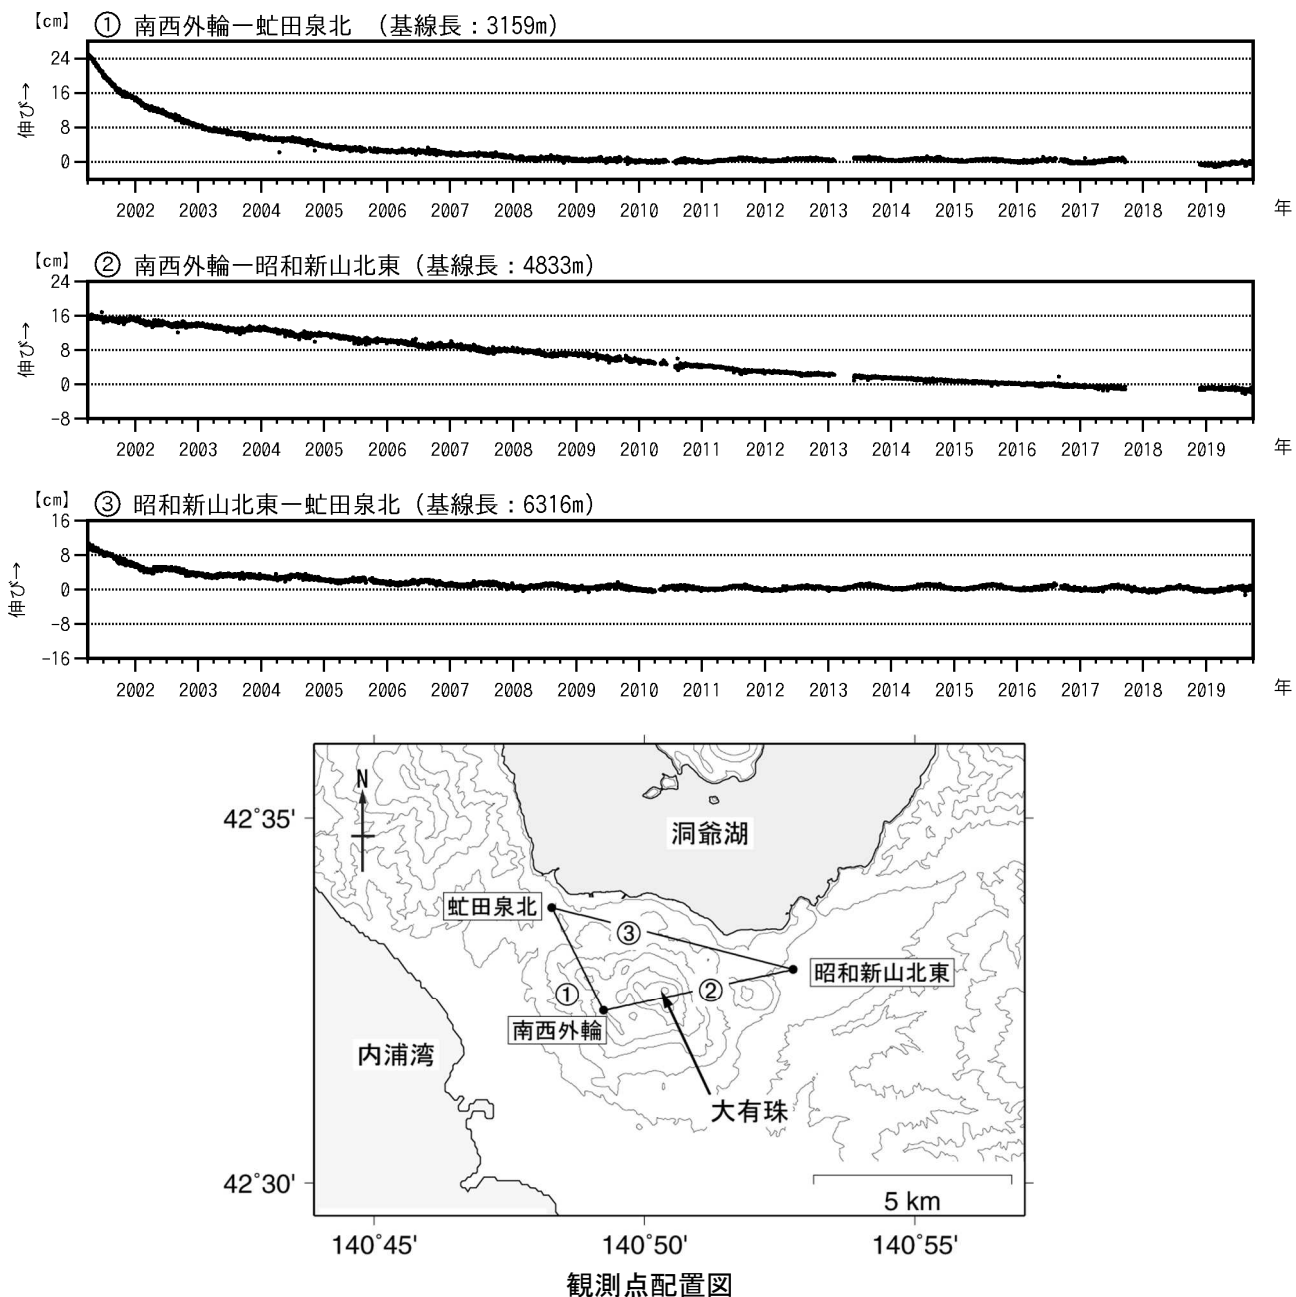 【cm】 ① 南西外輪ー虻田泉北 （基線長：3159m）
24
16
8
0
伸び→
2002 2003 2004 2005 2006 2007 2008 2009 2010 2011 2012 2013 2014 2015 2016 2017 2018 2019 年
【cm】 ② 南西外輪ー昭和新山北東（基線長：4833m）
24
16
8
0
-8
伸び→
2002 2003 2004 2005 2006 2007 2008 2009 2010 2011 2012 2013 2014 2015 2016 2017 2018 2019 年
【cm】 ③ 昭和新山北東ー虻田泉北（基線長：6316m）
16
8
0
-8
-16
伸び→
2002 2003 2004 2005 2006 2007 2008 2009 2010 2011 2012 2013 2014 2015 2016 2017 2018 2019 年
N
42°35'
洞爺湖
虻田泉北
③
昭和新山北東
①
②
南西外輪
内浦湾
大有珠
42°30'
5 km
140°45' 140°50' 140°55'
観測点配置図